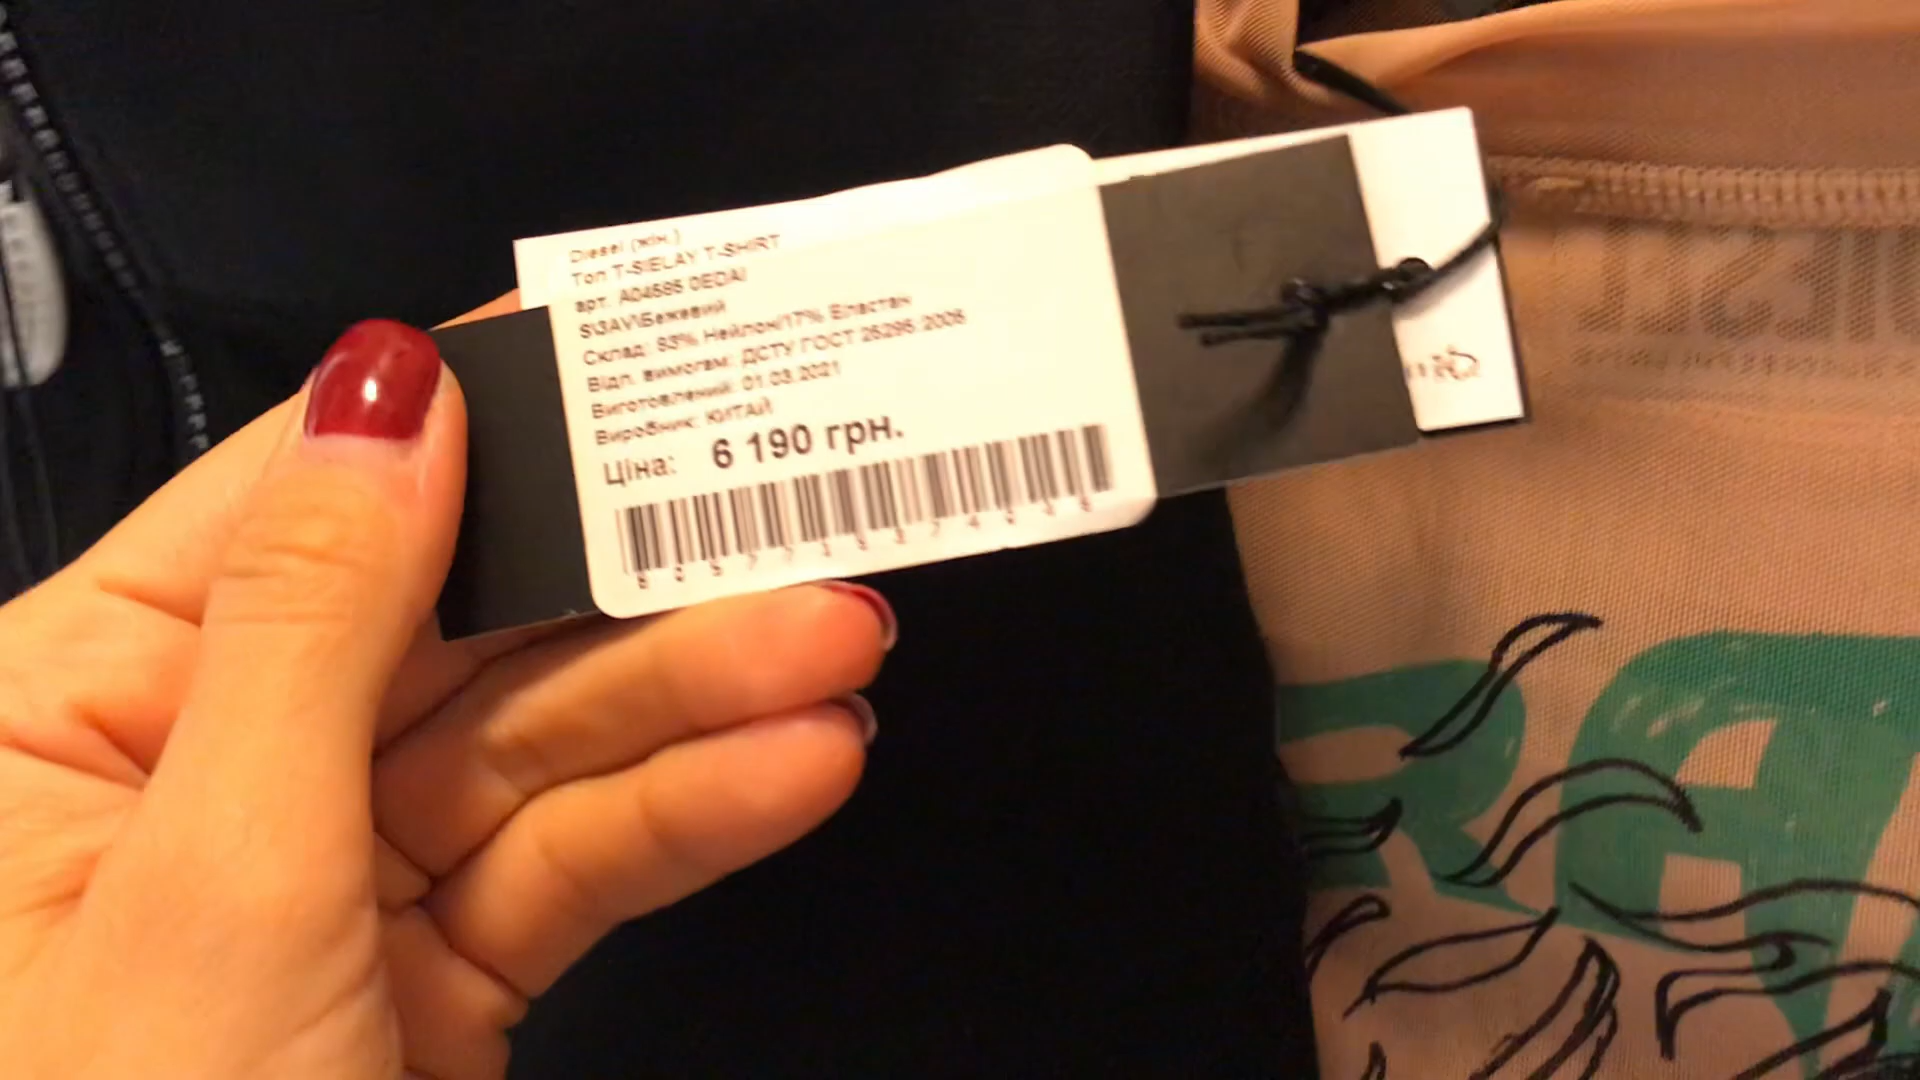 Diesel (жін.)
Топ T-SIELAY T-SHIRT
арт. A04585 0EDAI
S\3AV\Бежевий
Склад: 83% Нейлон/17% Еластан
Відп. вимогам: ДСТУ ГОСТ 25295:2005
Виготовлений: 01.03.2021
Виробник: КИТАЙ
Ціна: 6 190 грн.